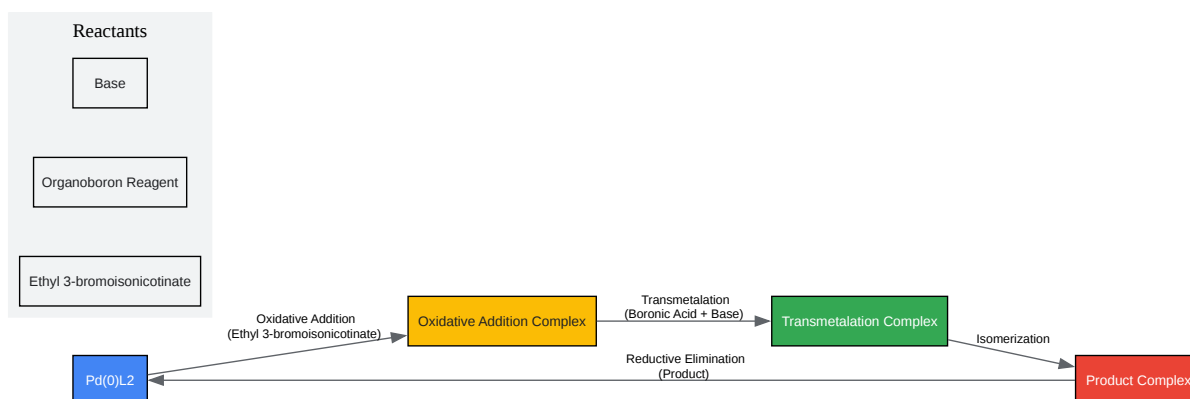 Reactants
Base
Organoboron Reagent
Ethyl 3-bromoisonicotinate
Oxidative Addition
(Ethyl 3-bromoisonicotinate)
Oxidative Addition Complex
Transmetalation
(Boronic Acid + Base)
Transmetalation Complex
Isomerization
Reductive Elimination
(Product)
Pd(0)L2
Product Complex